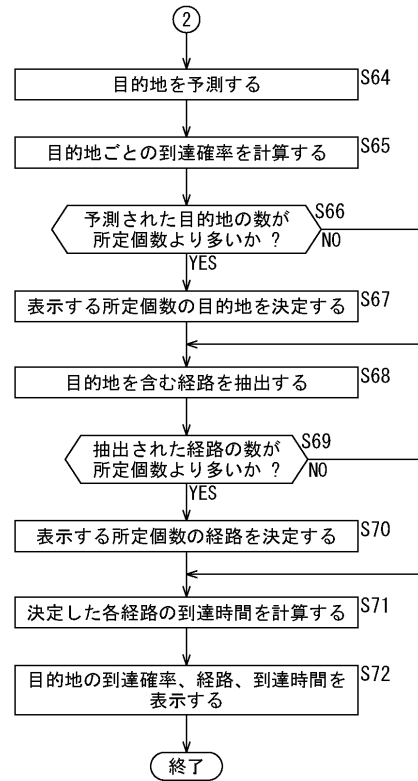 2
目的地を予測する S64
目的地ごとの到達確率を計算する S65
予測された目的地の数が S66
所定個数より多いか ? NO
YES
表示する所定個数の目的地を決定する S67
目的地を含む経路を抽出する S68
抽出された経路の数が S69
所定個数より多いか ? NO
YES
表示する所定個数の経路を決定する S70
決定した各経路の到達時間を計算する S71
目的地の到達確率、経路、到達時間を S72
表示する
終了